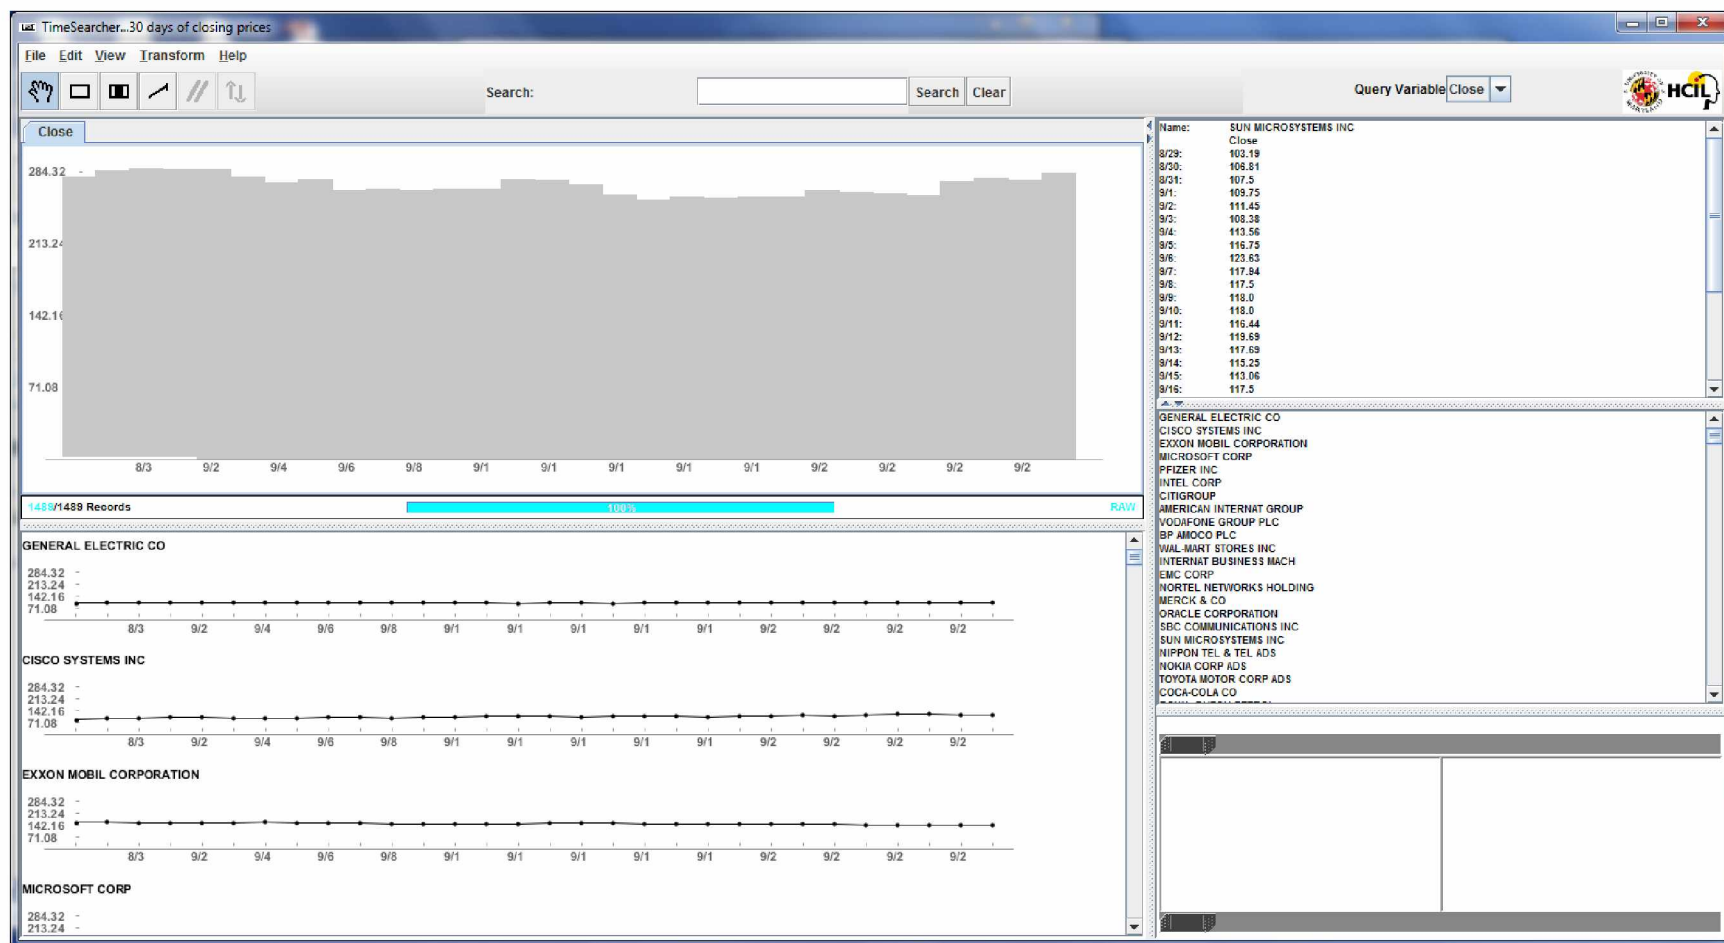 TimeSearcher...30 days of closing prices
File Edit View Transform Help
Search: Search Clear
Query Variable Close
HCIL
Close
284.32
213.24
142.16
71.08
8/3 9/2 9/4 9/6 9/8 9/1 9/1 9/1 9/1 9/1 9/2 9/2 9/2 9/2
1489/1489 Records 100% RAW
GENERAL ELECTRIC CO
284.32
213.24
142.16
71.08
8/3 9/2 9/4 9/6 9/8 9/1 9/1 9/1 9/1 9/1 9/2 9/2 9/2 9/2
CISCO SYSTEMS INC
284.32
213.24
142.16
71.08
8/3 9/2 9/4 9/6 9/8 9/1 9/1 9/1 9/1 9/1 9/2 9/2 9/2 9/2
EXXON MOBIL CORPORATION
284.32
213.24
142.16
71.08
8/3 9/2 9/4 9/6 9/8 9/1 9/1 9/1 9/1 9/1 9/2 9/2 9/2 9/2
MICROSOFT CORP
284.32
213.24
Name: SUN MICROSYSTEMS INC
Close
8/29: 103.19
8/30: 106.81
8/31: 107.5
9/1: 109.75
9/2: 111.45
9/3: 108.38
9/4: 113.56
9/5: 116.75
9/6: 123.63
9/7: 117.94
9/8: 117.5
9/9: 118.0
9/10: 118.0
9/11: 116.44
9/12: 119.69
9/13: 117.69
9/14: 115.25
9/15: 113.06
9/16: 117.5
GENERAL ELECTRIC CO
CISCO SYSTEMS INC
EXXON MOBIL CORPORATION
MICROSOFT CORP
PFIZER INC
INTEL CORP
CITIGROUP
AMERICAN INTERNAT GROUP
VODAFONE GROUP PLC
BP AMOCO PLC
WAL-MART STORES INC
INTERNAT BUSINESS MACH
EMC CORP
NORTEL NETWORKS HOLDING
MERCK & CO
ORACLE CORPORATION
SBC COMMUNICATIONS INC
SUN MICROSYSTEMS INC
NIPPON TEL & TEL ADS
NOKIA CORP ADS
TOYOTA MOTOR CORP ADS
COCA-COLA CO